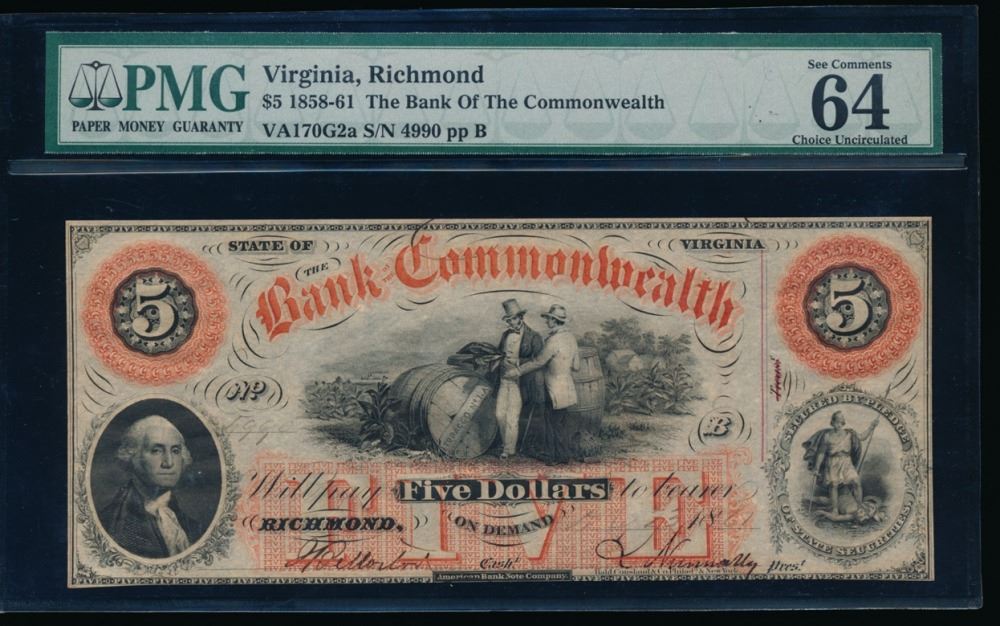 PMG
PAPER MONEY GUARANTY
Virginia, Richmond
$5 1858-61 The Bank Of The Commonwealth
VA170G2a S/N 4990 pp B
See Comments
64
Choice Uncirculated
STATE OF VIRGINIA
THE Bank OF THE Commonwealth
5 5
No
B
SECURED BY PLEDGE
OF STATE SECURITIES
FIVE
Will pay Five Dollars to bearer
RICHMOND. ON DEMAND 186
Cash.r Pres.t
American Bank Note Company.